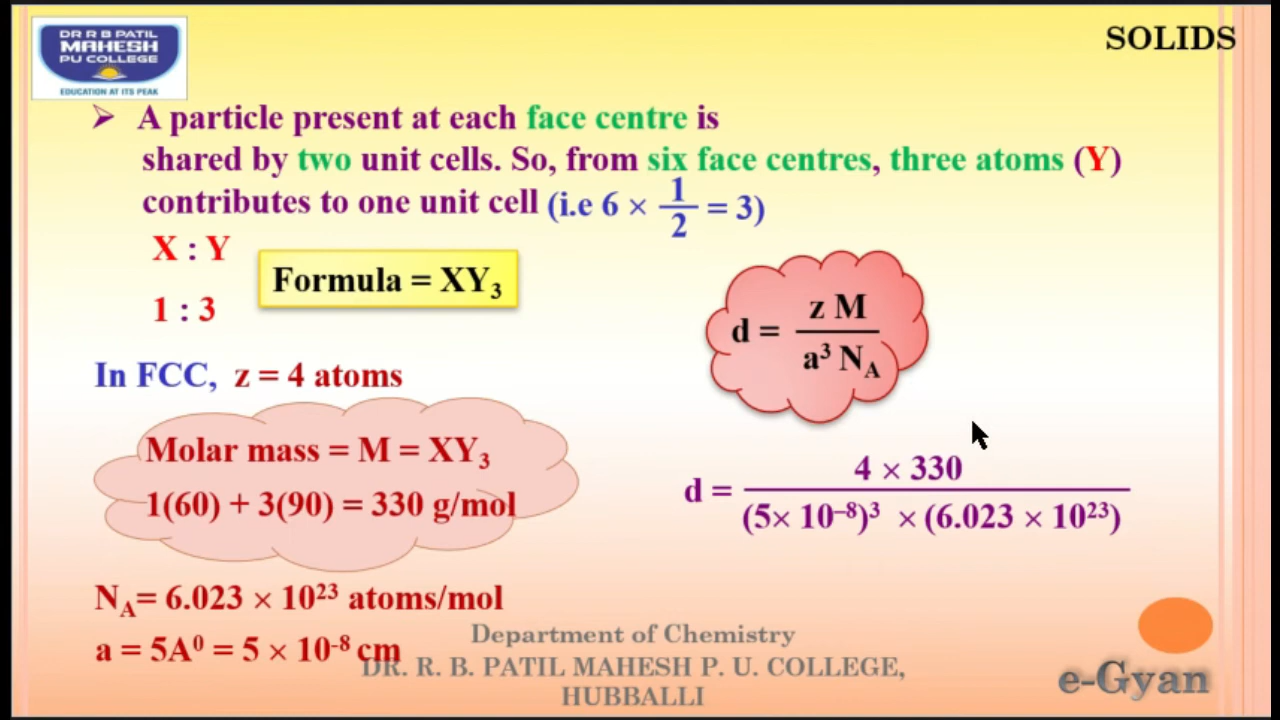 DR R B PATIL
MAHESH
PU COLLEGE
EDUCATION AT ITS PEAK
SOLIDS
➢ A particle present at each face centre is
shared by two unit cells. So, from six face centres, three atoms (Y)
contributes to one unit cell (i.e 6 × 1/2 = 3)
X : Y
Formula = XY₃
1 : 3
d = z M / a³ N_A
In FCC, z = 4 atoms
Molar mass = M = XY₃
1(60) + 3(90) = 330 g/mol
d = 4 × 330 / (5× 10⁻⁸)³ × (6.023 × 10²³)
N_A= 6.023 × 10²³ atoms/mol
a = 5A⁰ = 5 × 10⁻⁸ cm
Department of Chemistry
DR. R. B. PATIL MAHESH P. U. COLLEGE,
HUBBALLI
e-Gyan